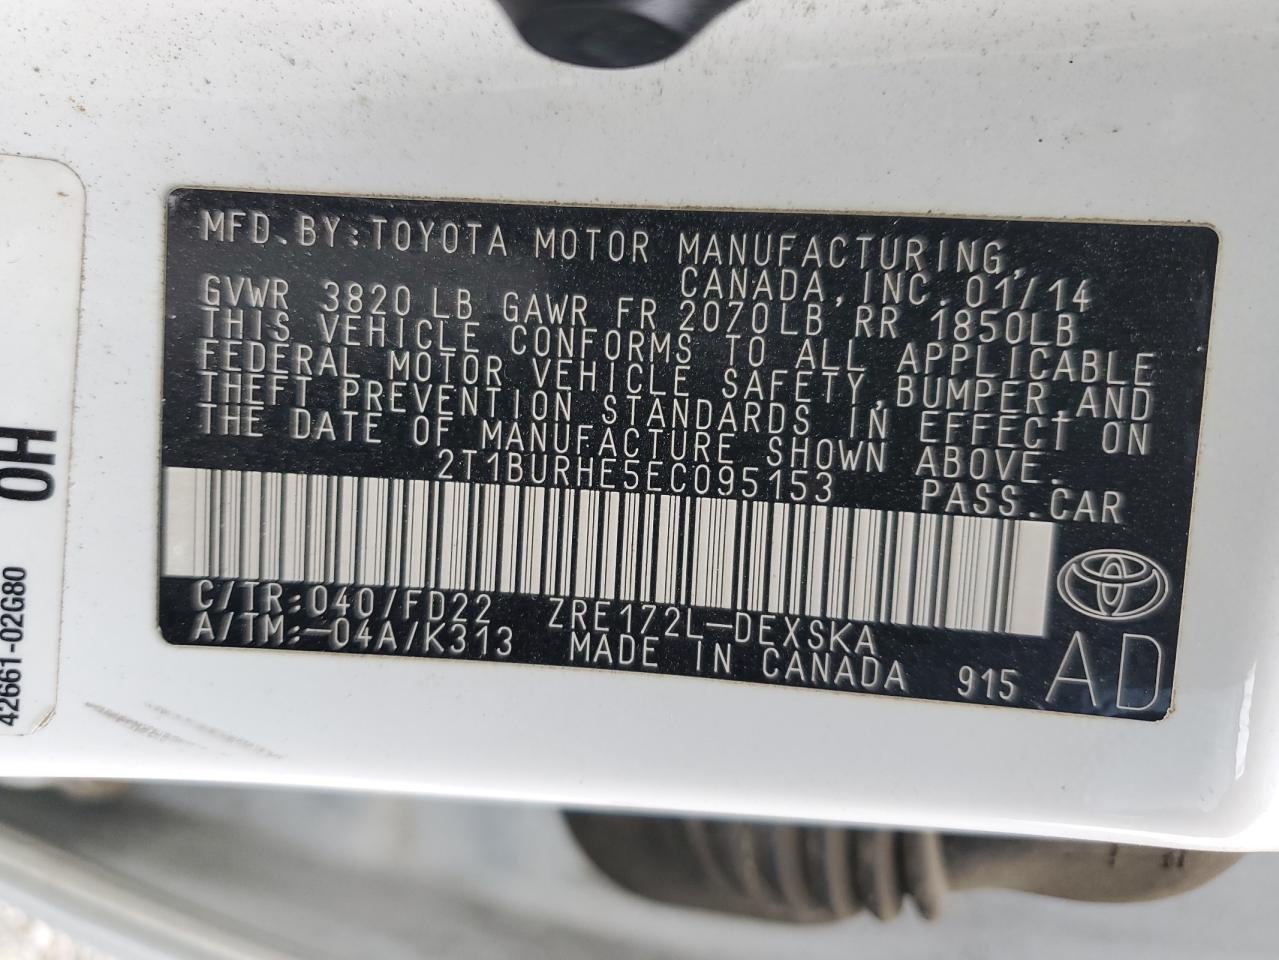 MFD.BY:TOYOTA MOTOR MANUFACTURING,
CANADA,INC.01/14
GVWR 3820LB GAWR FR 2070LB RR 1850LB
THIS VEHICLE CONFORMS TO ALL APPLICABLE
FEDERAL MOTOR VEHICLE SAFETY,BUMPER,AND
THEFT PREVENTION STANDARDS IN EFFECT ON
THE DATE OF MANUFACTURE SHOWN ABOVE.
2T1BURHE5EC095153 PASS.CAR
C/TR:040/FD22 ZRE172L-DEXSKA
A/TM:-04A/K313 MADE IN CANADA 915 AD
0H
42661-02G80